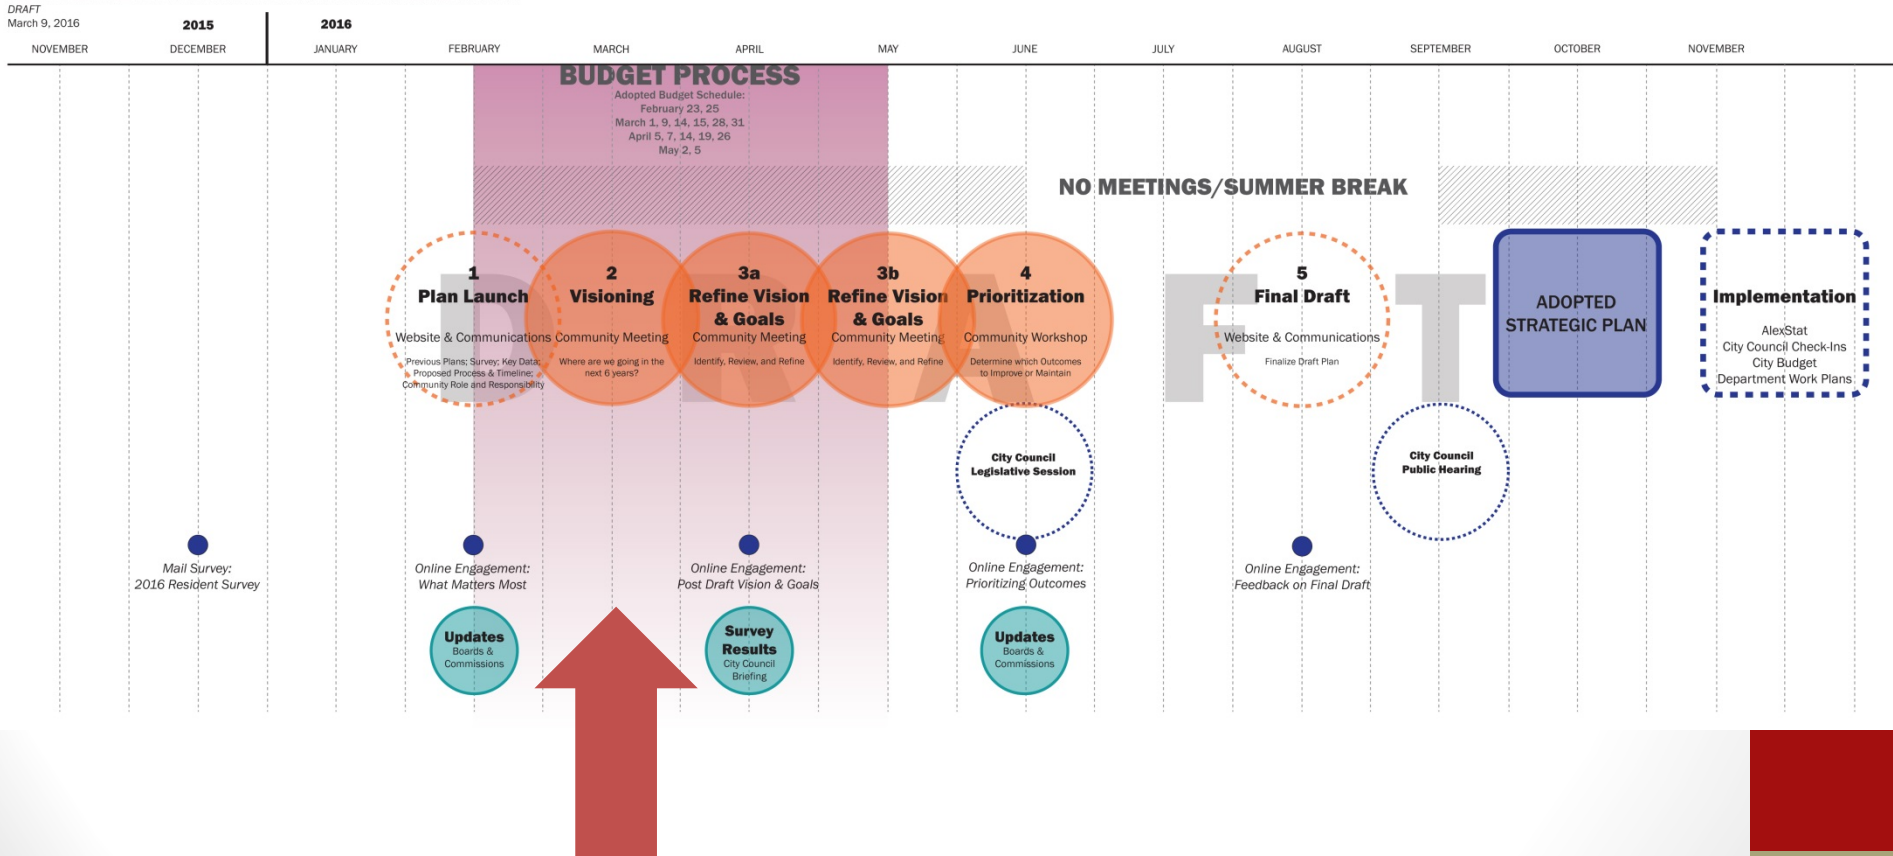 DRAFT
March 9, 2016
2015
2016
NOVEMBER
DECEMBER
JANUARY
FEBRUARY
MARCH
APRIL
MAY
JUNE
JULY
AUGUST
SEPTEMBER
OCTOBER
NOVEMBER
BUDGET PROCESS
Adopted Budget Schedule:
February 23, 25
March 1, 9, 14, 15, 28, 31
April 5, 7, 14, 19, 26
May 2, 5
NO MEETINGS/SUMMER BREAK
DRAFT
1
Plan Launch
Website & Communications
Previous Plans; Survey; Key Data;
Proposed Process & Timeline;
Community Role and Responsibility
2
Visioning
Community Meeting
Where are we going in the
next 6 years?
3a
Refine Vision
& Goals
Community Meeting
Identify, Review, and Refine
3b
Refine Vision
& Goals
Community Meeting
Identify, Review, and Refine
4
Prioritization
Community Workshop
Determine which Outcomes
to Improve or Maintain
5
Final Draft
Website & Communications
Finalize Draft Plan
ADOPTED
STRATEGIC PLAN
Implementation
AlexStat
City Council Check-Ins
City Budget
Department Work Plans
City Council
Legislative Session
City Council
Public Hearing
Mail Survey:
2016 Resident Survey
Online Engagement:
What Matters Most
Online Engagement:
Post Draft Vision & Goals
Online Engagement:
Prioritizing Outcomes
Online Engagement:
Feedback on Final Draft
Updates
Boards &
Commissions
Survey
Results
City Council
Briefing
Updates
Boards &
Commissions